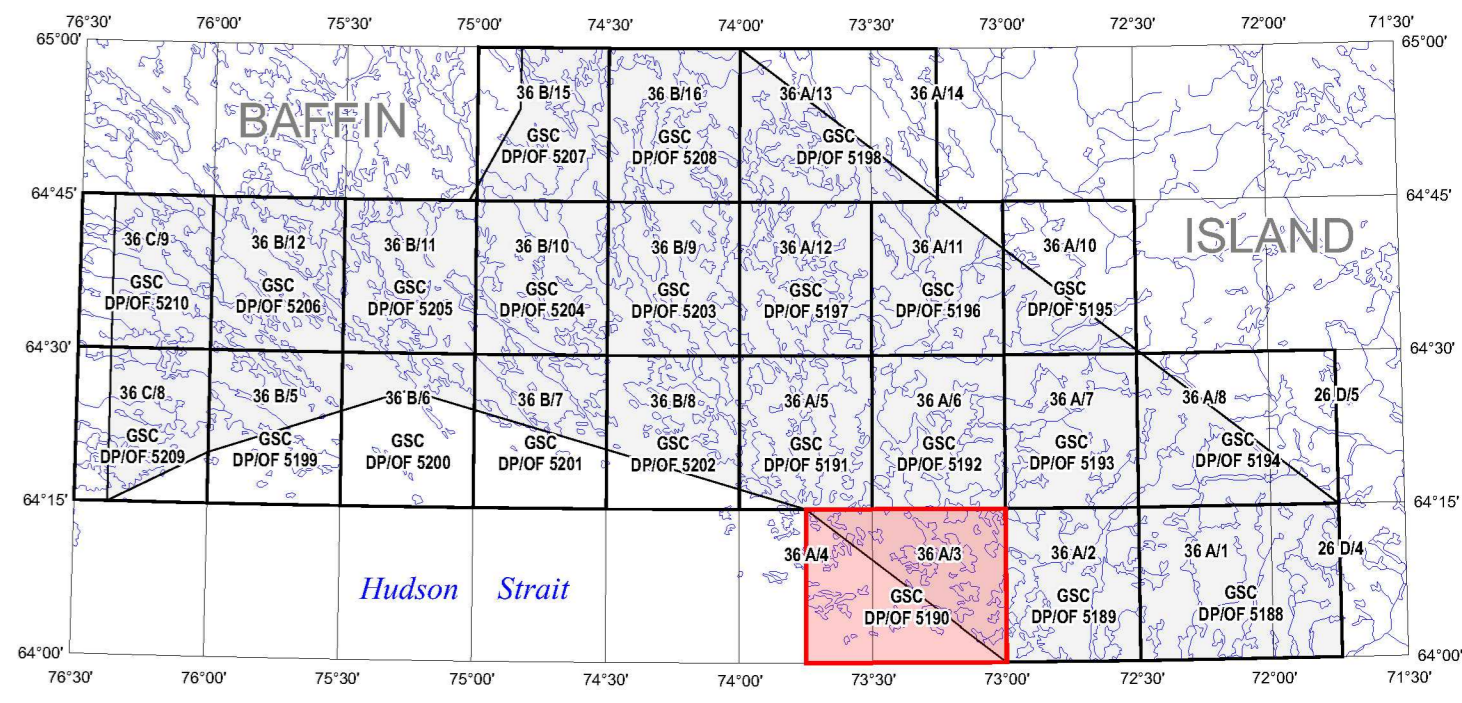 76°30' 76°00' 75°30' 75°00' 74°30' 74°00' 73°30' 73°00' 72°30' 72°00' 71°30'
65°00' 65°00'
BAFFIN
36 B/15 36 B/16 36 A/13 36 A/14
GSC GSC GSC
DP/OF 5207 DP/OF 5208 DP/OF 5198
64°45' 64°45'
ISLAND
36 C/9 36 B/12 36 B/11 36 B/10 36 B/9 36 A/12 36 A/11 36 A/10
GSC GSC GSC GSC GSC GSC GSC GSC
DP/OF 5210 DP/OF 5206 DP/OF 5205 DP/OF 5204 DP/OF 5203 DP/OF 5197 DP/OF 5196 DP/OF 5195
64°30' 64°30'
36 C/8 36 B/5 36 B/6 36 B/7 36 B/8 36 A/5 36 A/6 36 A/7 36 A/8 26 D/5
GSC GSC GSC GSC GSC GSC GSC GSC GSC
DP/OF 5209 DP/OF 5199 DP/OF 5200 DP/OF 5201 DP/OF 5202 DP/OF 5191 DP/OF 5192 DP/OF 5193 DP/OF 5194
64°15' 64°15'
36 A/4 36 A/3 36 A/2 36 A/1 26 D/4
Hudson Strait
GSC GSC GSC
DP/OF 5190 DP/OF 5189 DP/OF 5188
64°00' 64°00'
76°30' 76°00' 75°30' 75°00' 74°30' 74°00' 73°30' 73°00' 72°30' 72°00' 71°30'